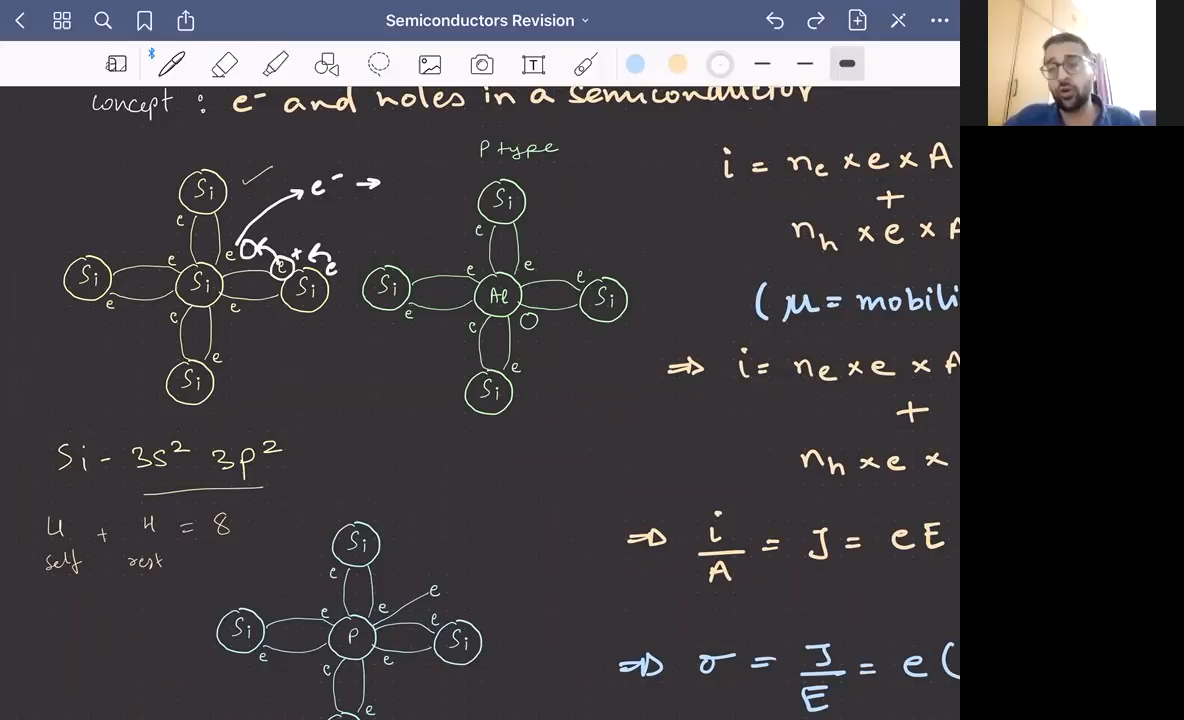 Semiconductors Revision
concept : e⁻ and holes in a semiconductor
P type
Si
e
e⁻ →
Si
e
Si
e
e
Si
e
e
+
e
e
Si
e
Si
Si
e
e
Si
e
e
Al
e
Si
e
e
Si
Si - 3s² 3p²
4 + 4 = 8
self rest
Si
e
e
e
Si
e
e
P
e
e
Si
e
e
i = nₑ × e × A
+
nₕ × e × A
( μ = mobili
⇒ i = nₑ × e × A
+
nₕ × e ×
⇒ i/A = J = e E
⇒ σ = J/E = e (